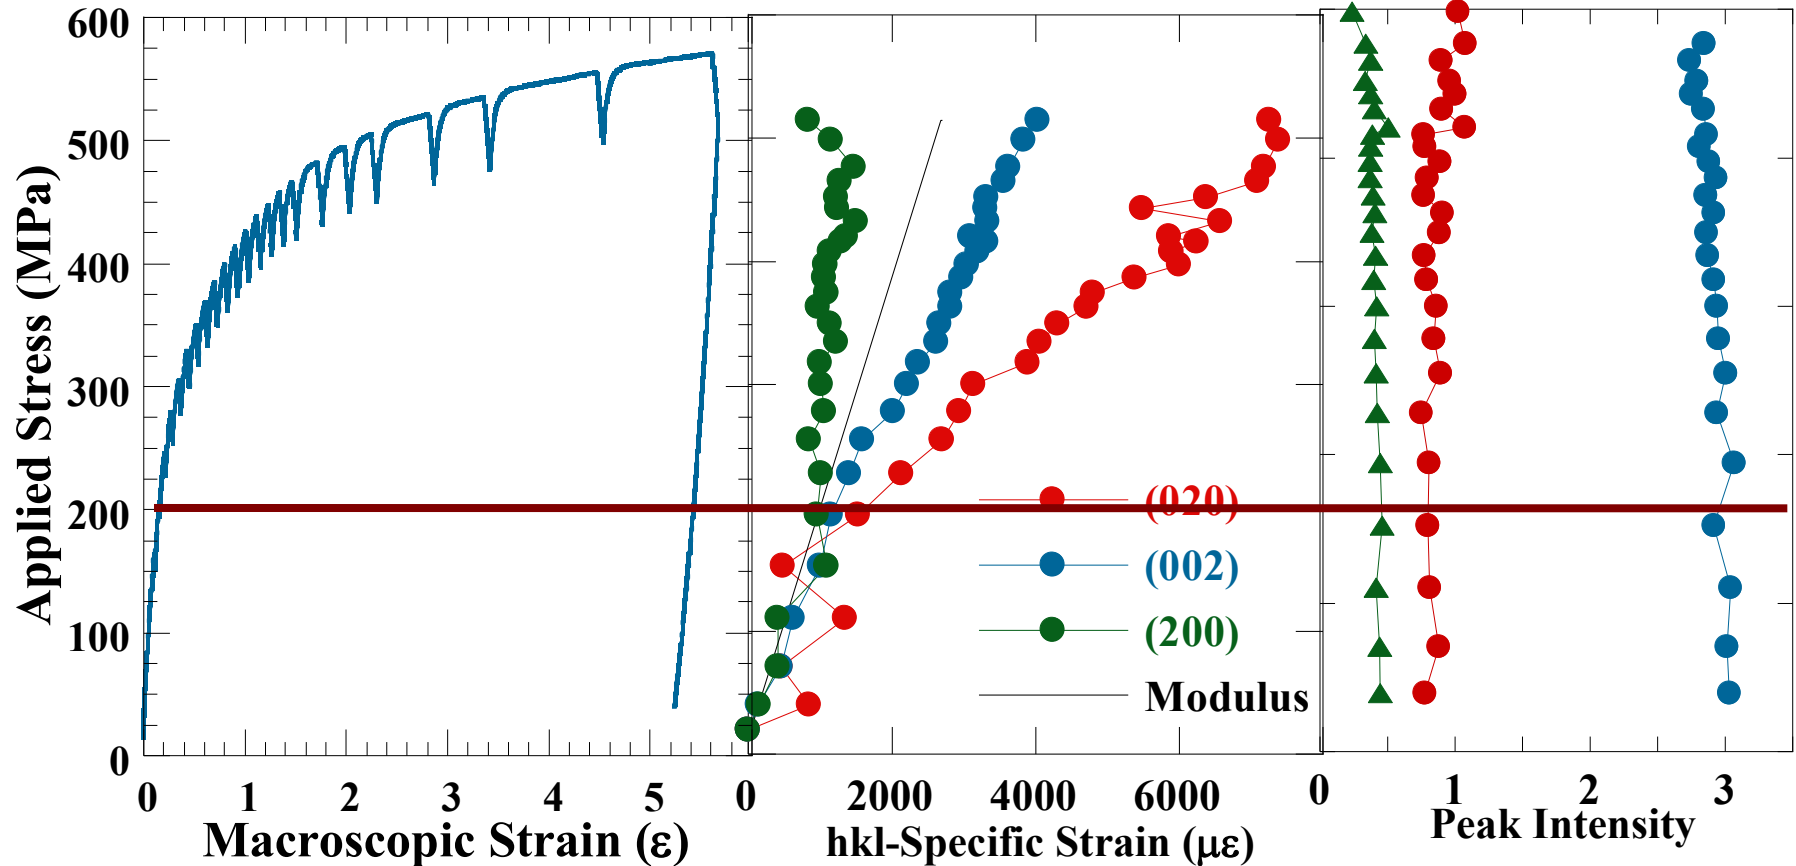 600
500
400
300
200
100
0
Applied Stress (MPa)
0 1 2 3 4 5
Macroscopic Strain (ε)
(020)
(002)
(200)
Modulus
0 2000 4000 6000
hkl-Specific Strain (με)
0 1 2 3
Peak Intensity